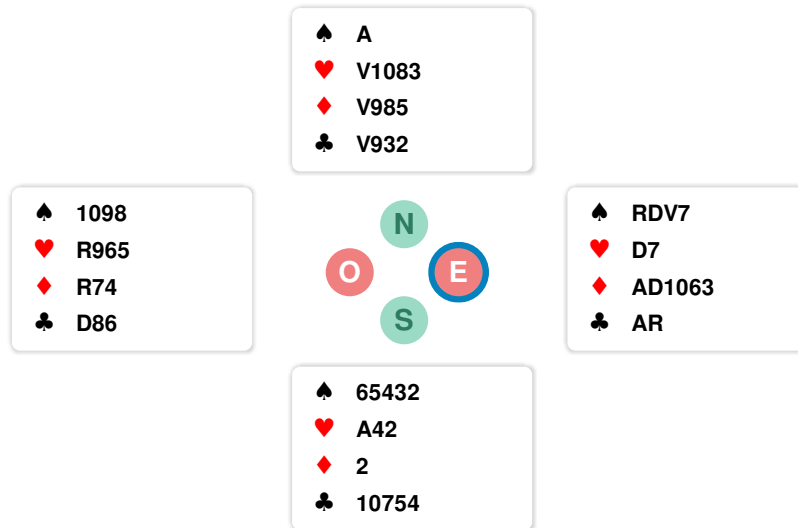 ♠ A
♥ V1083
♦ V985
♣ V932
♠ 1098
♥ R965
♦ R74
♣ D86
N
O
E
S
♠ RDV7
♥ D7
♦ AD1063
♣ AR
♠ 65432
♥ A42
♦ 2
♣ 10754